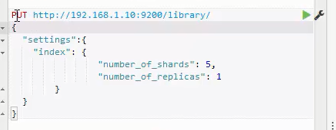 PUT http://192.168.1.10:9200/library/
{
"settings":{
"index": {
"number_of_shards": 5,
"number_of_replicas": 1
}
}
}